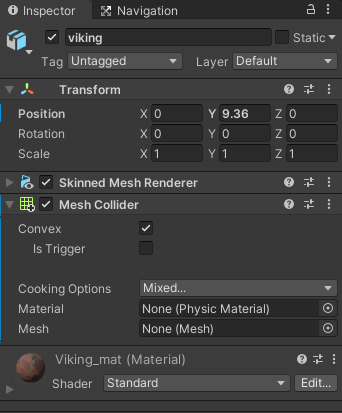 Inspector Navigation
viking Static
Tag Untagged Layer Default
Transform
Position X 0 Y 9.36 Z 0
Rotation X 0 Y 0 Z 0
Scale X 1 Y 1 Z 1
Skinned Mesh Renderer
Mesh Collider
Convex
Is Trigger
Cooking Options Mixed...
Material None (Physic Material)
Mesh None (Mesh)
Viking_mat (Material)
Shader Standard Edit...